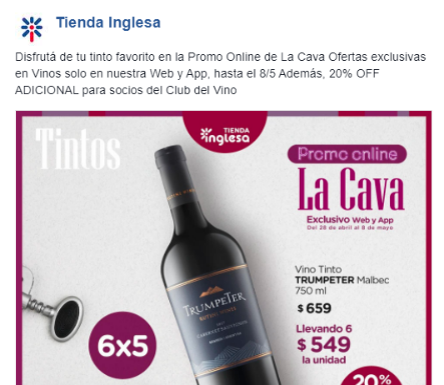 Tienda Inglesa
Disfrutá de tu tinto favorito en la Promo Online de La Cava Ofertas exclusivas
en Vinos solo en nuestra Web y App, hasta el 8/5 Además, 20% OFF
ADICIONAL para socios del Club del Vino
Tintos
TIENDA
inglesa
Promo online
La Cava
Exclusivo Web y App
Del 28 de abril al 8 de mayo
Vino Tinto
TRUMPETER Malbec
750 ml
$ 659
Llevando 6
$ 549
la unidad
6x5
TRUMPETER
CABERNET SAUVIGNON
20%